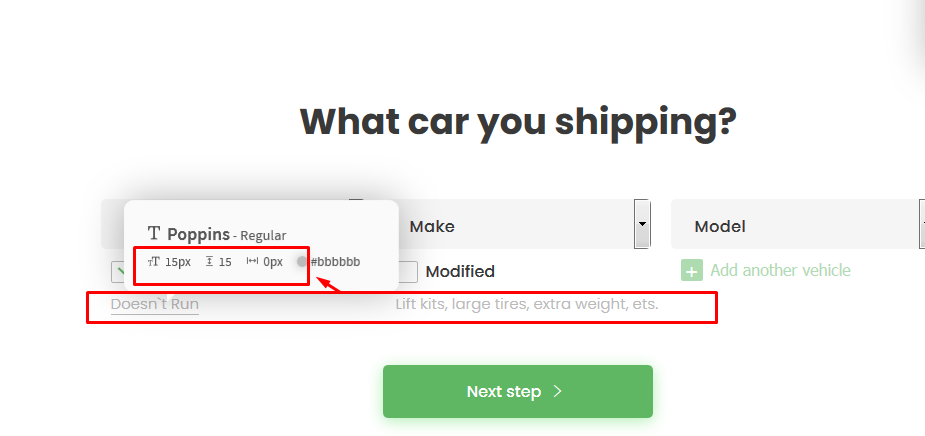 What car you shipping?
Poppins - Regular
15px 15 0px #bbbbbb
Make
Model
Modified
Add another vehicle
Doesn`t Run
Lift kits, large tires, extra weight, ets.
Next step